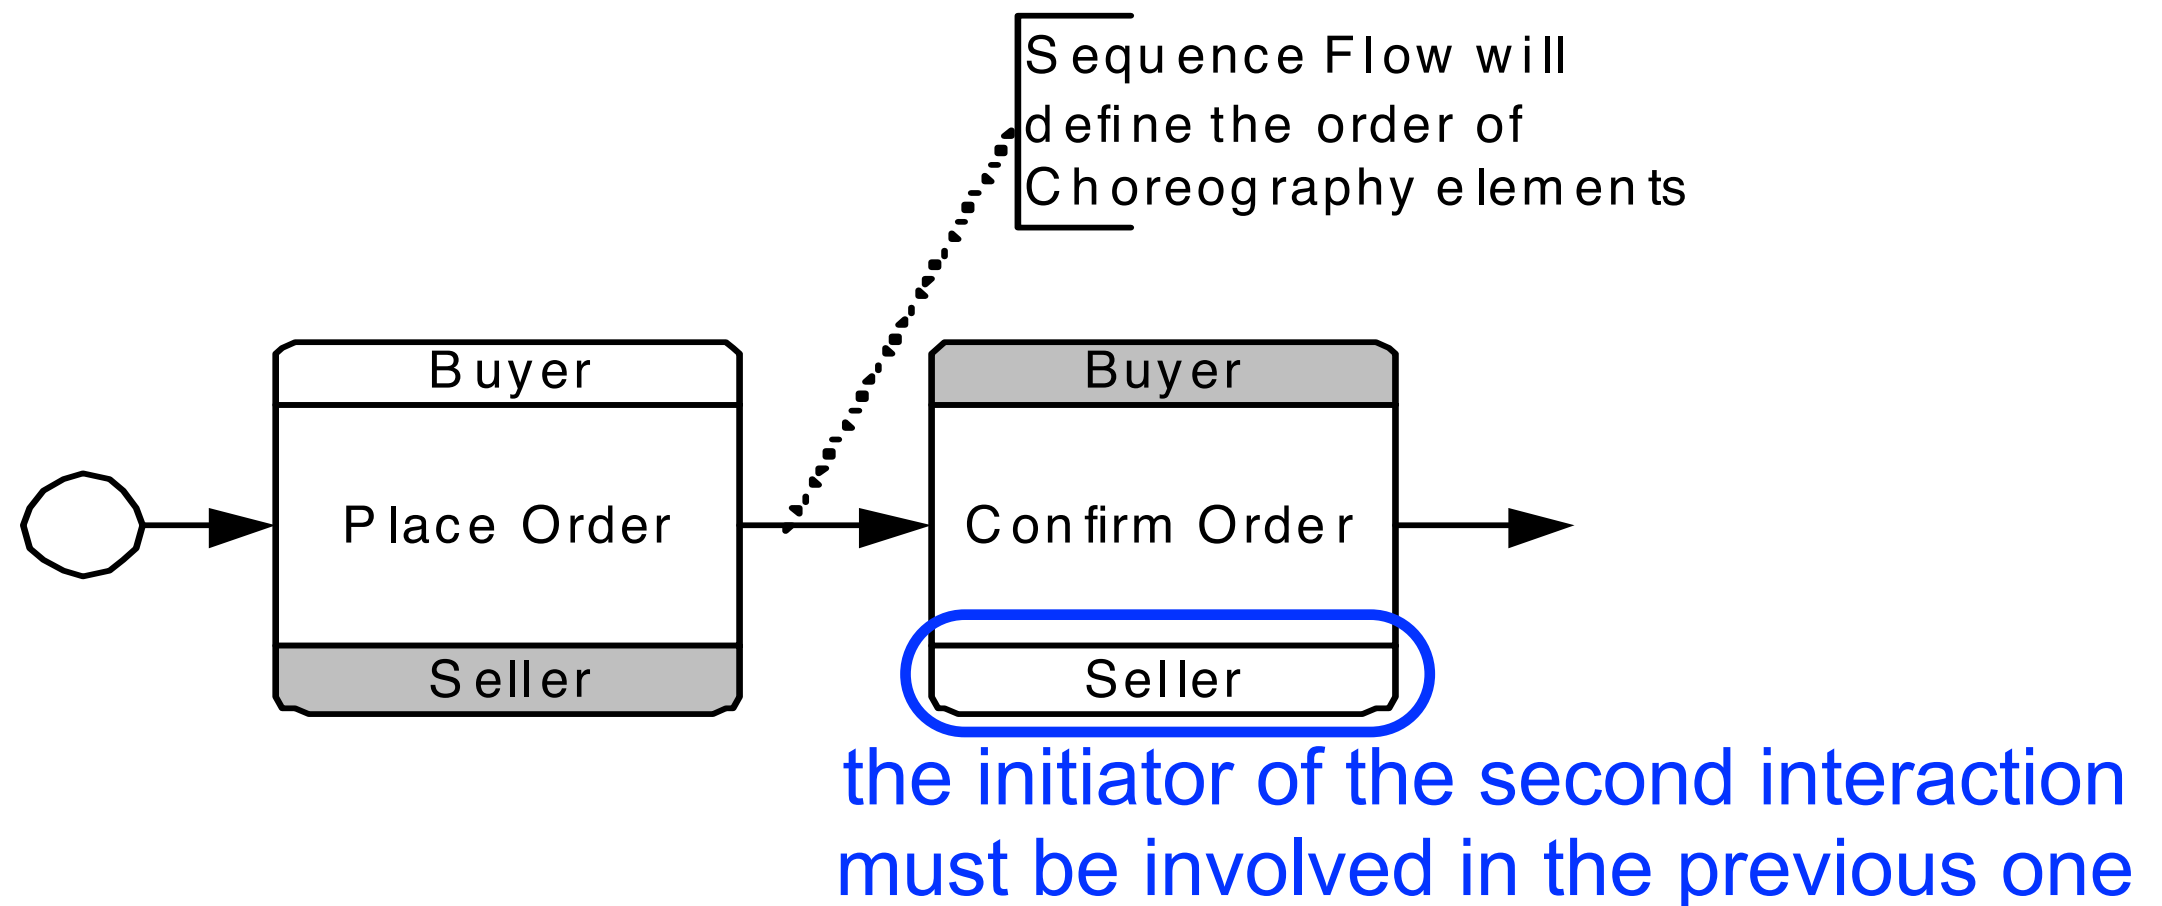 Sequence Flow will
define the order of
Choreography elements
Buyer
Place Order
Seller
Buyer
Confirm Order
Seller
the initiator of the second interaction
must be involved in the previous one